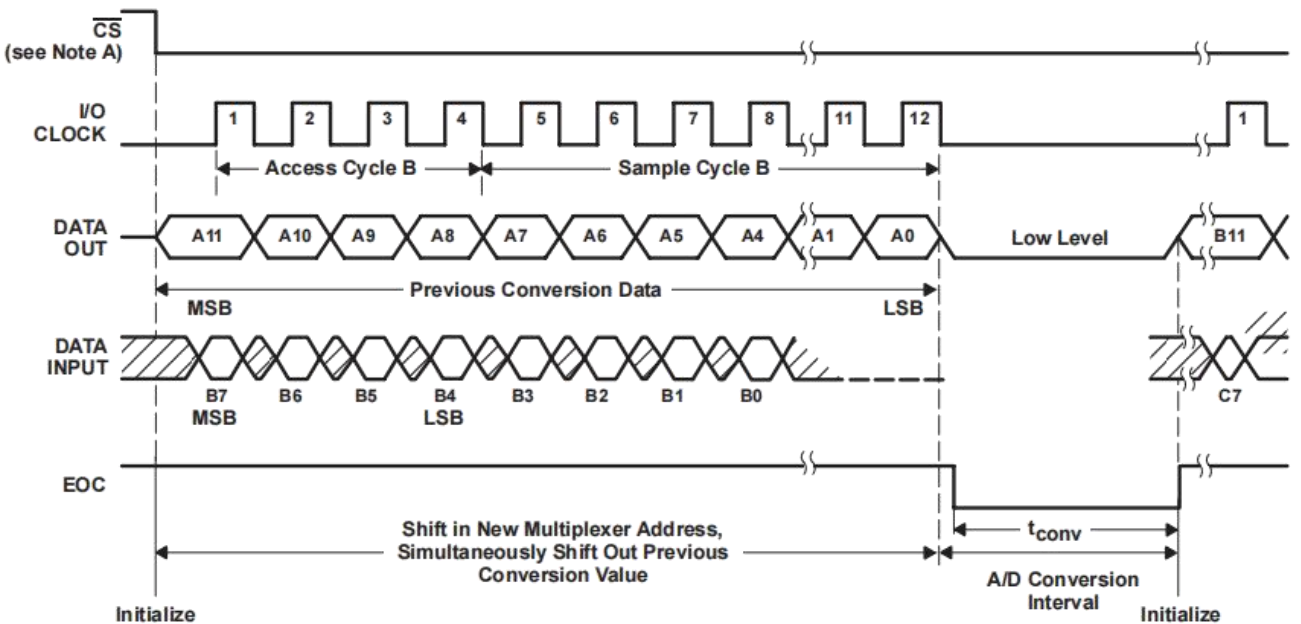 CS
(see Note A)
I/O
CLOCK
1 2 3 4 5 6 7 8 11 12 1
Access Cycle B Sample Cycle B
DATA
OUT
A11 A10 A9 A8 A7 A6 A5 A4 A1 A0 Low Level B11
Previous Conversion Data
MSB LSB
DATA
INPUT
B7 B6 B5 B4 B3 B2 B1 B0 C7
MSB LSB
EOC
Shift in New Multiplexer Address,
Simultaneously Shift Out Previous
Conversion Value
tconv
A/D Conversion
Interval
Initialize Initialize